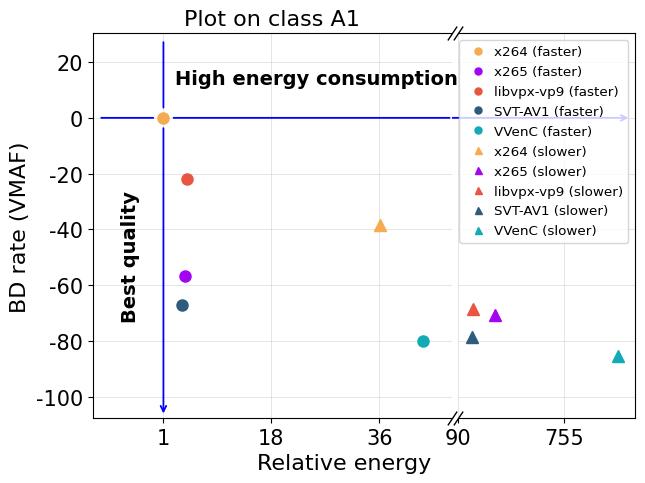 Plot on class A1
20
0
-20
-40
-60
-80
-100
BD rate (VMAF)
High energy consumption
Best quality
x264 (faster)
x265 (faster)
libvpx-vp9 (faster)
SVT-AV1 (faster)
VVenC (faster)
x264 (slower)
x265 (slower)
libvpx-vp9 (slower)
SVT-AV1 (slower)
VVenC (slower)
1 18 36 90 755
Relative energy